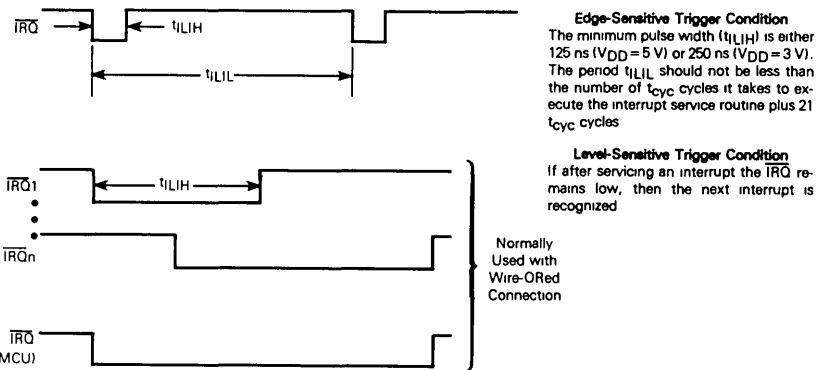 IRQ
tILIH
tILIL
Edge-Sensitive Trigger Condition
The minimum pulse width (tILIH) is either
125 ns (VDD=5 V) or 250 ns (VDD=3 V).
The period tILIL should not be less than
the number of tcyc cycles it takes to ex-
ecute the interrupt service routine plus 21
tcyc cycles
Level-Sensitive Trigger Condition
If after servicing an interrupt the IRQ re-
mains low, then the next interrupt is
recognized
IRQ1
tILIH
IRQn
Normally
Used with
Wire-ORed
Connection
IRQ
MCU)